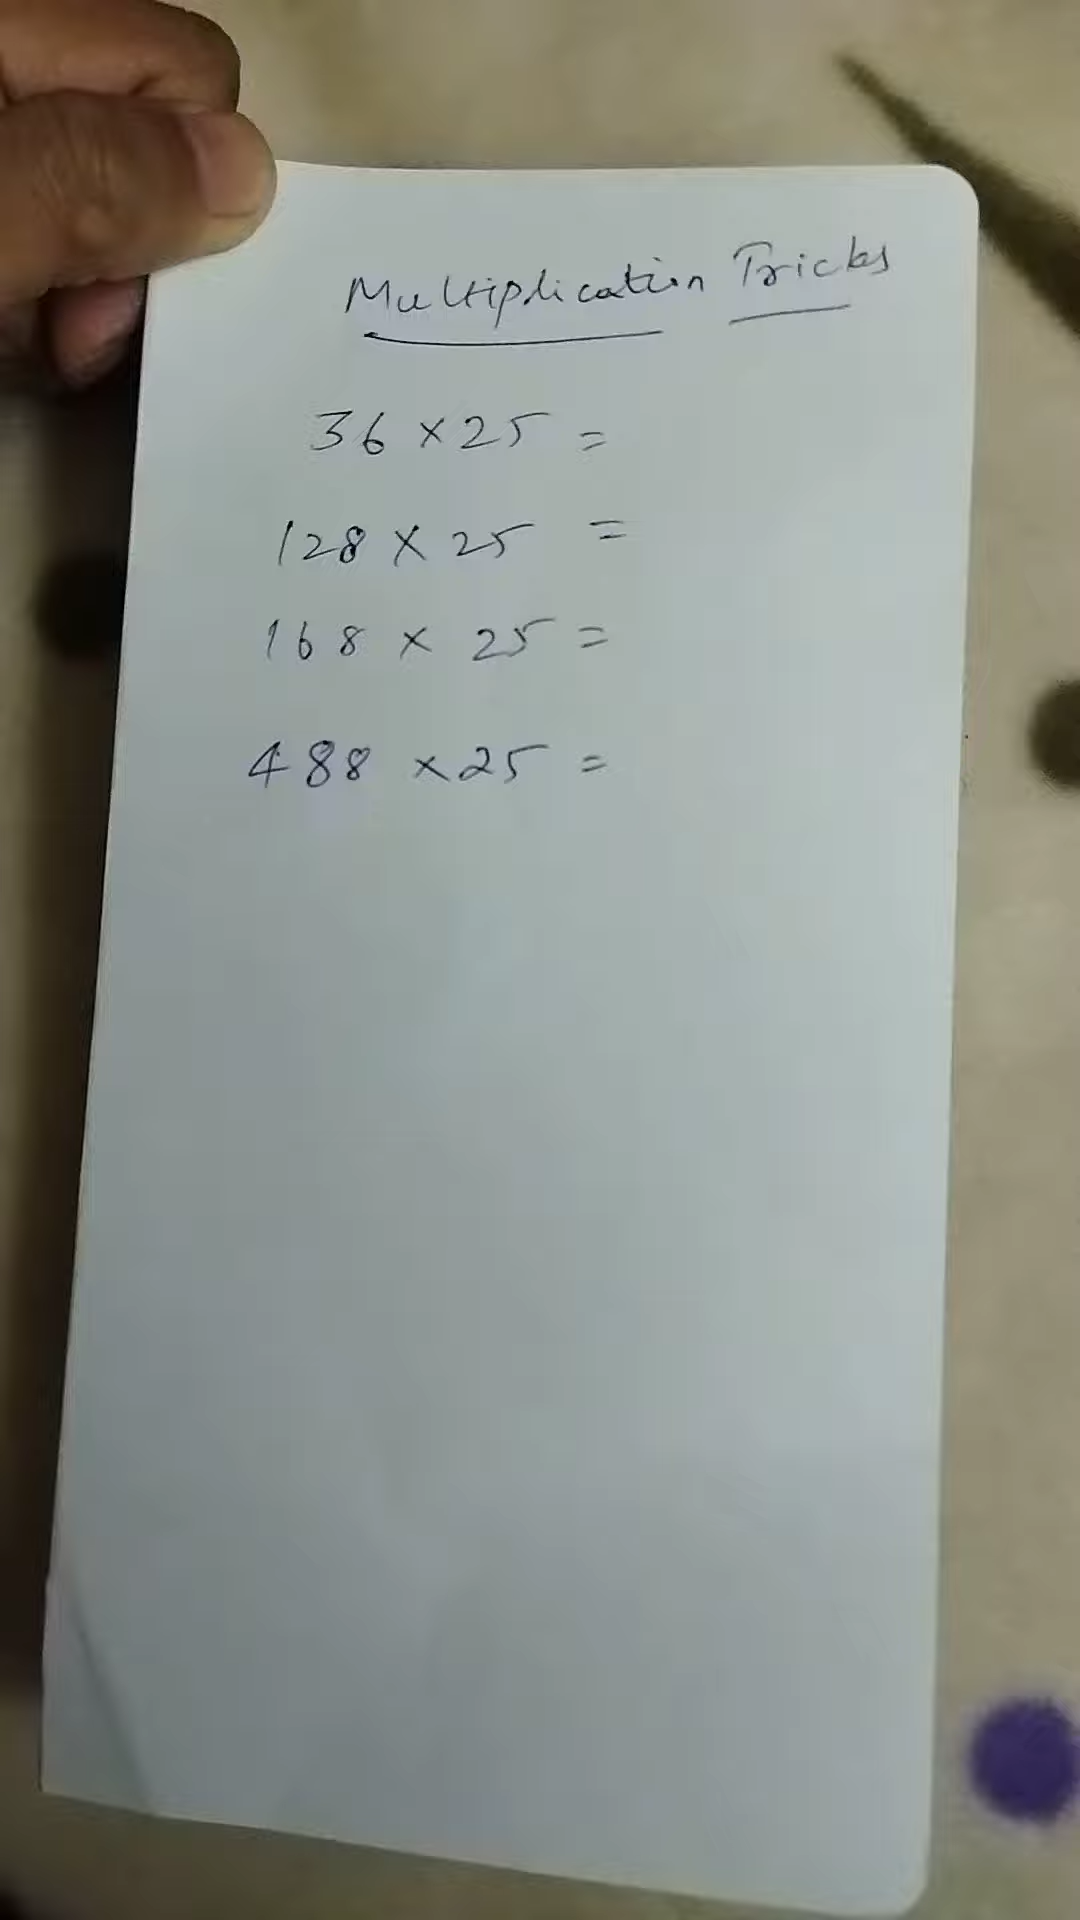 Multiplication Tricks
36 × 25 =
128 × 25 =
168 × 25 =
488 × 25 =